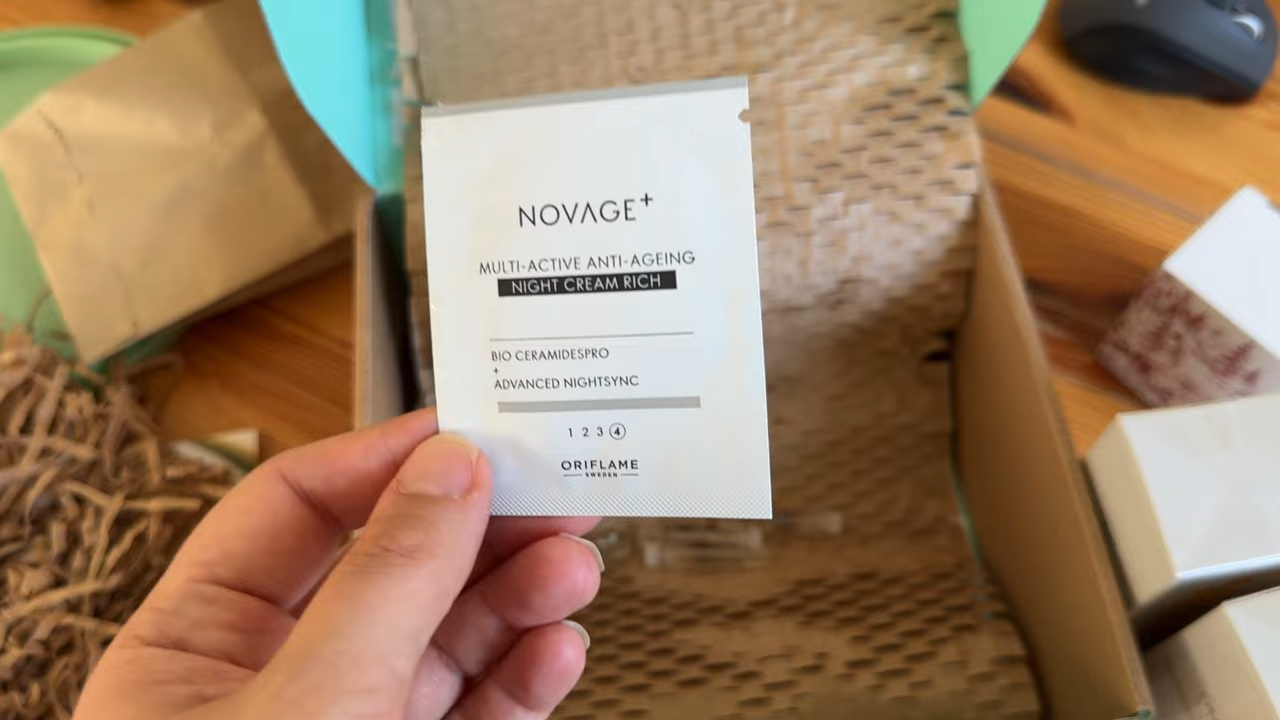 NOVAGE+
MULTI-ACTIVE ANTI-AGEING
NIGHT CREAM RICH
BIO CERAMIDESPRO
+
ADVANCED NIGHTSYNC
1 2 3 4
ORIFLAME
SWEDEN